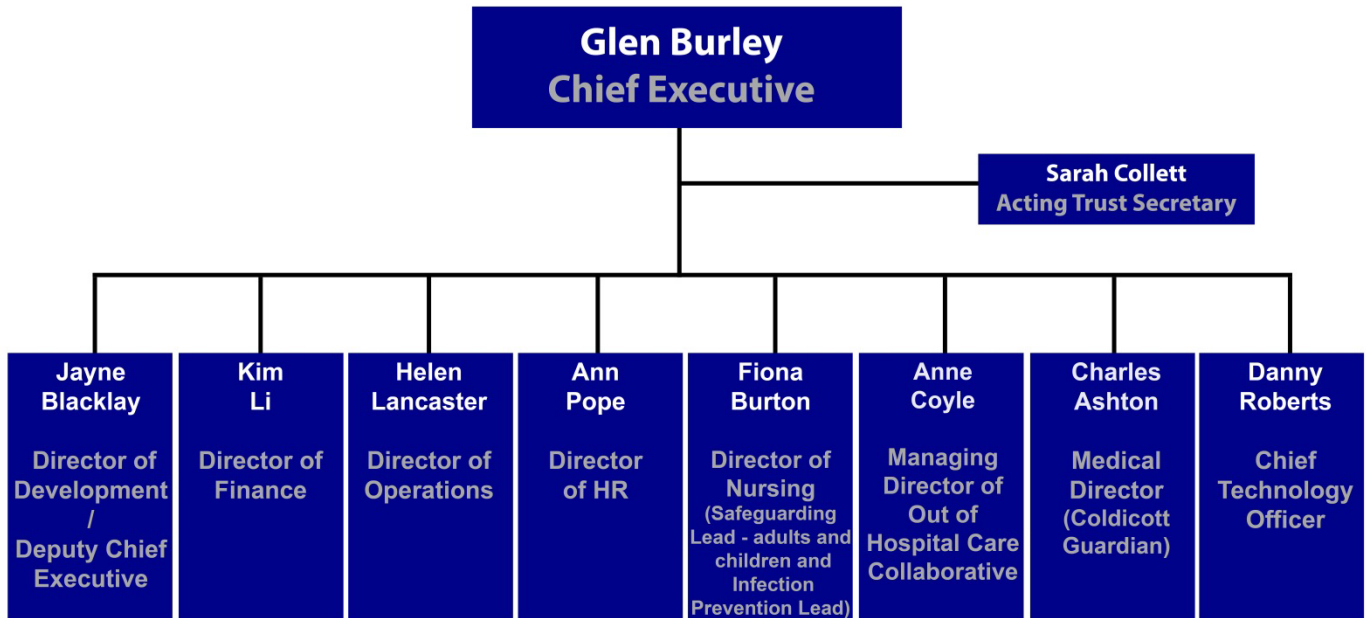 Glen Burley
Chief Executive
Sarah Collett
Acting Trust Secretary
Jayne
Blacklay
Director of
Development
/
Deputy Chief
Executive
Kim
Li
Director of
Finance
Helen
Lancaster
Director of
Operations
Ann
Pope
Director
of HR
Fiona
Burton
Director of
Nursing
(Safeguarding
Lead - adults and
children and
Infection
Prevention Lead)
Anne
Coyle
Managing
Director of
Out of
Hospital Care
Collaborative
Charles
Ashton
Medical
Director
(Coldicott
Guardian)
Danny
Roberts
Chief
Technology
Officer